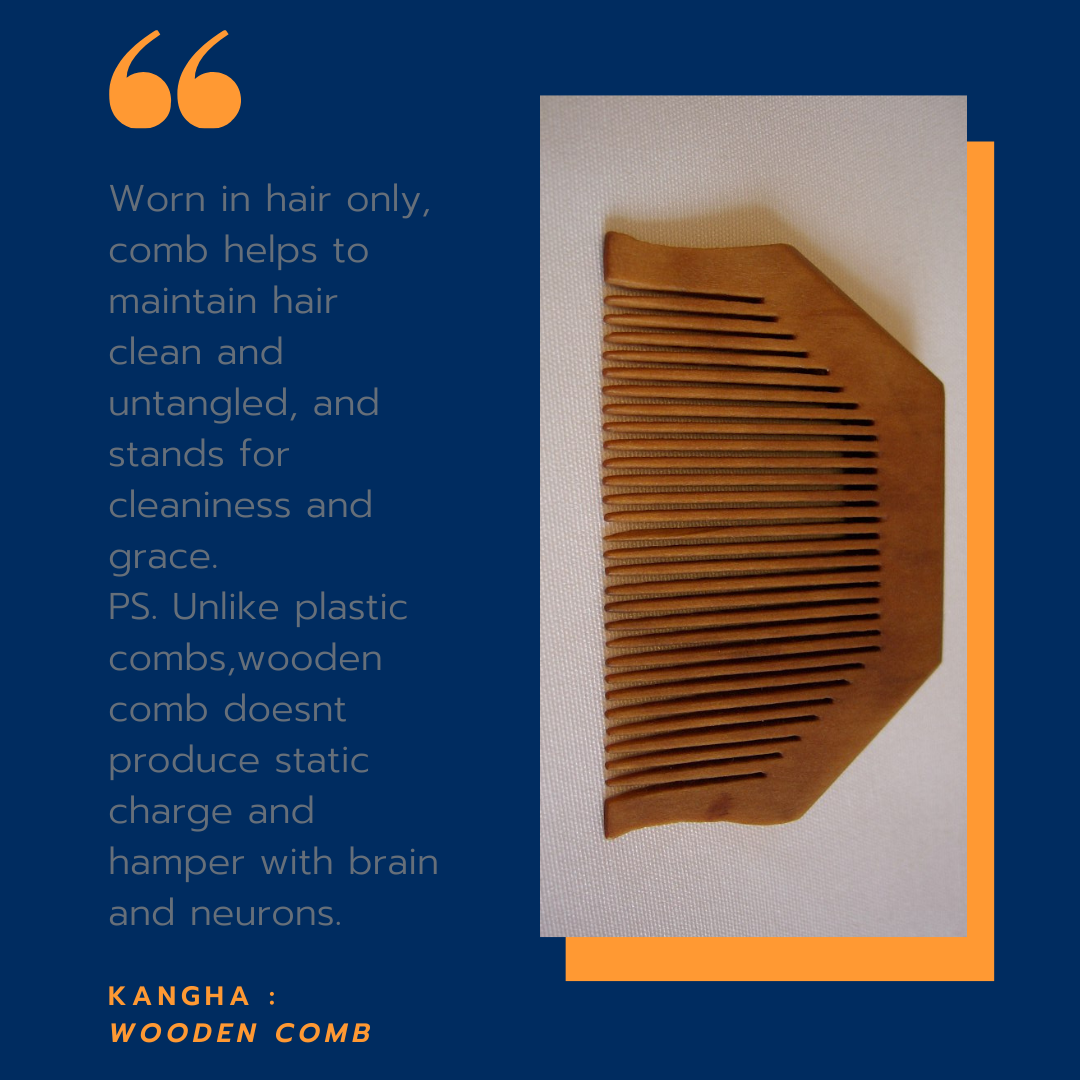 “
Worn in hair only,
comb helps to
maintain hair
clean and
untangled, and
stands for
cleaniness and
grace.
PS. Unlike plastic
combs,wooden
comb doesnt
produce static
charge and
hamper with brain
and neurons.
KANGHA :
WOODEN COMB